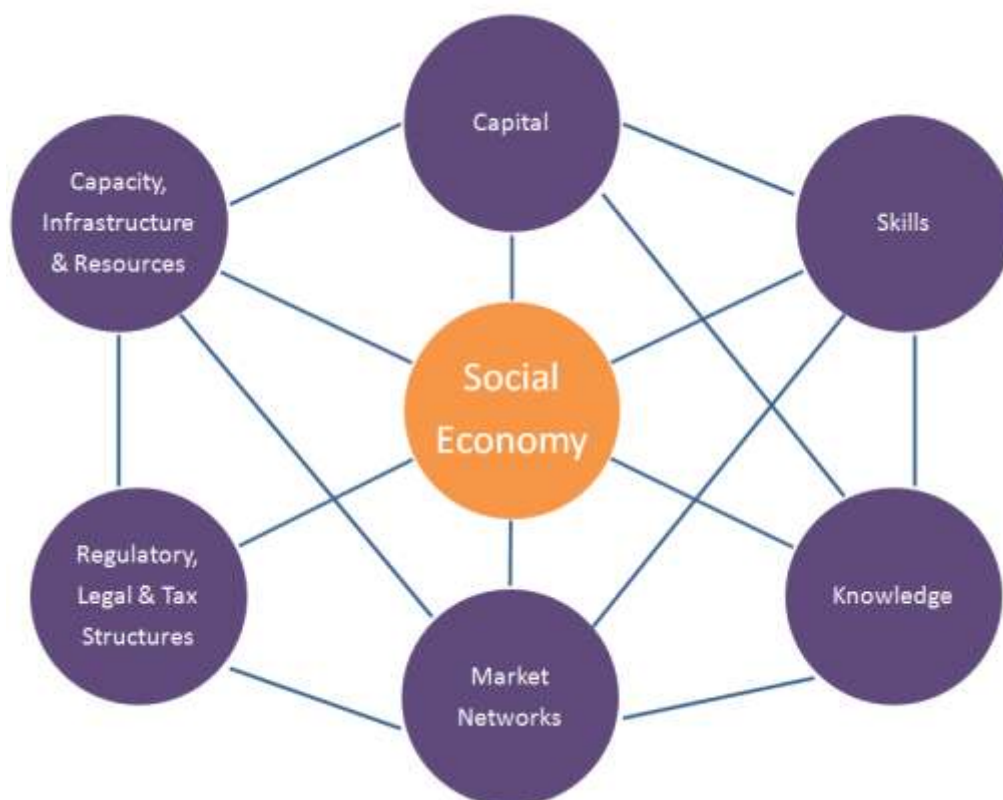 Capital
Capacity,
Infrastructure
& Resources
Skills
Social
Economy
Regulatory,
Legal & Tax
Structures
Knowledge
Market
Networks